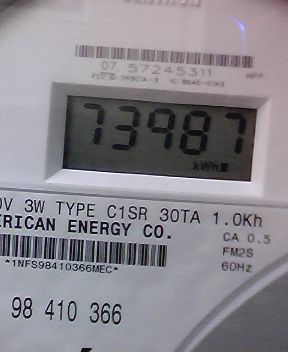 07 57245311
73987
kWh
0V 3W TYPE C1SR 30TA 1.0Kh
ERICAN ENERGY CO.
CA 0.5
FM2S
60Hz
*1NFS98410366MEC*
98 410 366